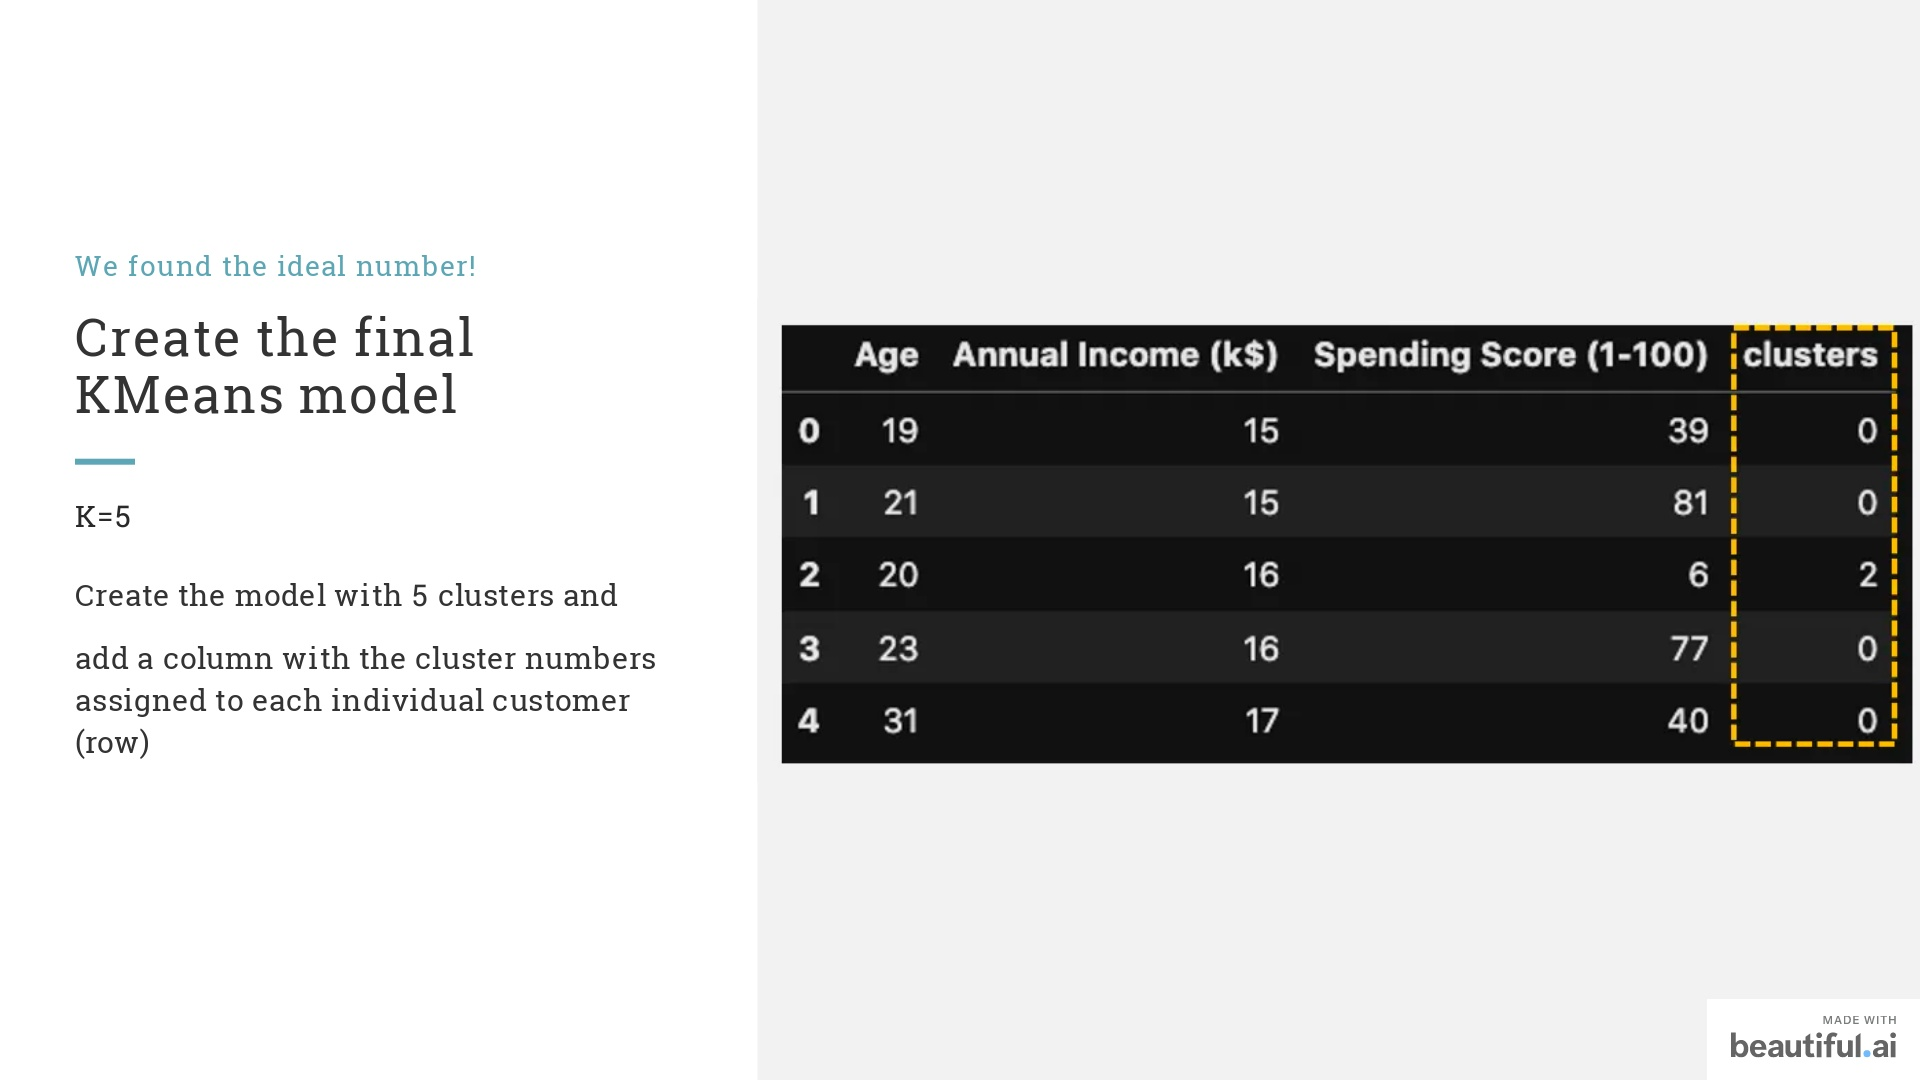 We found the ideal number!
Create the final
KMeans model
K=5
Create the model with 5 clusters and
add a column with the cluster numbers
assigned to each individual customer
(row)
Age Annual Income (k$) Spending Score (1-100) clusters
0 19 15 39 0
1 21 15 81 0
2 20 16 6 2
3 23 16 77 0
4 31 17 40 0
MADE WITH
beautiful.ai